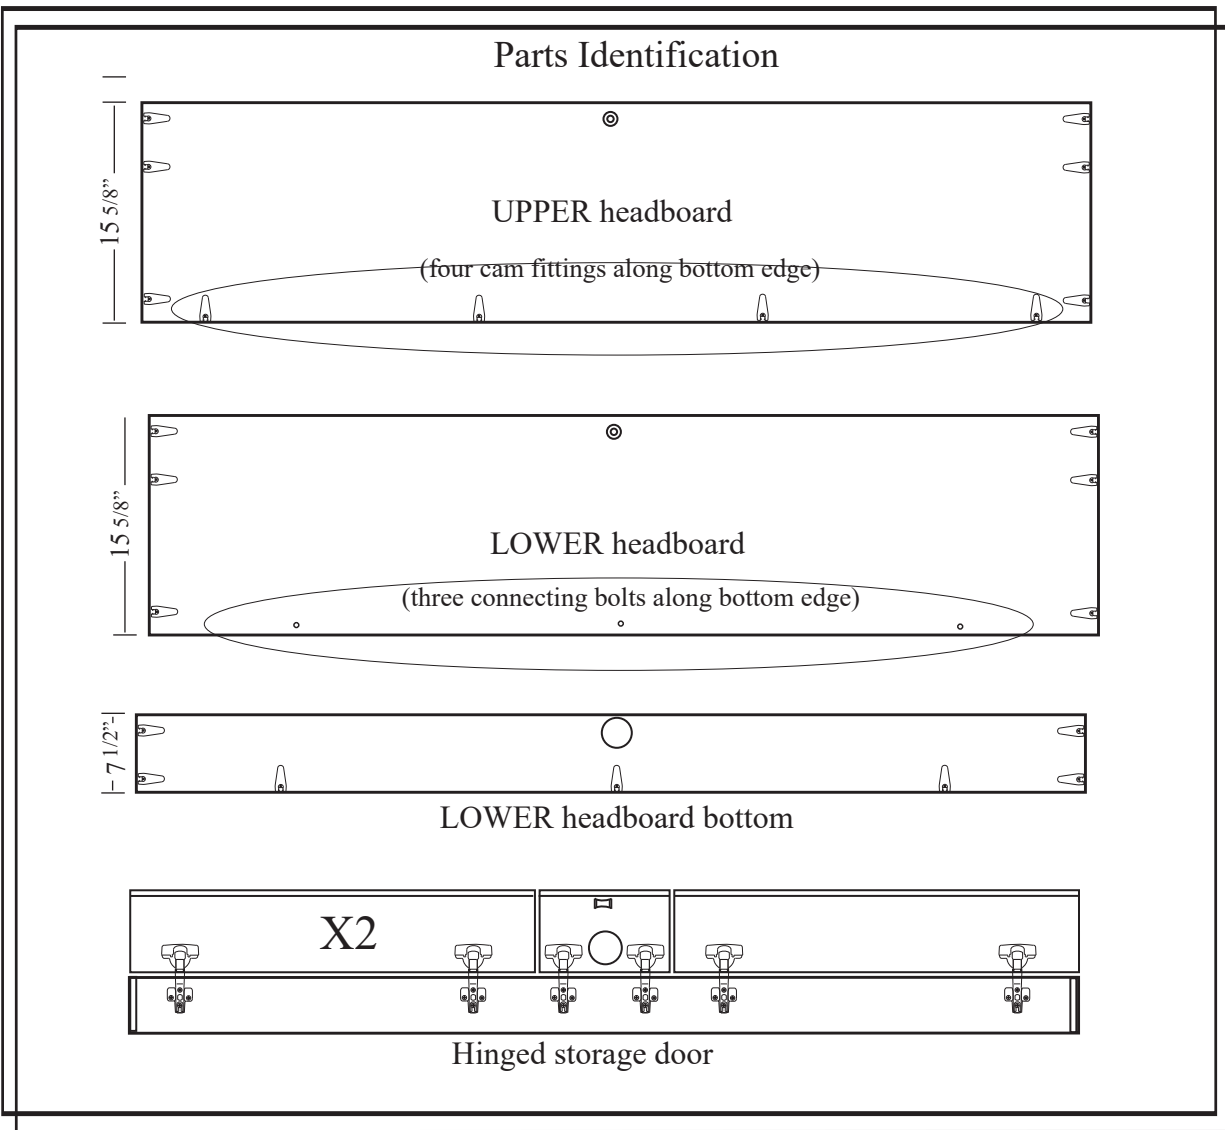 Parts Identification
15 5/8”
UPPER headboard
(four cam fittings along bottom edge)
15 5/8”
LOWER headboard
(three connecting bolts along bottom edge)
7 1/2”
LOWER headboard bottom
X2
Hinged storage door